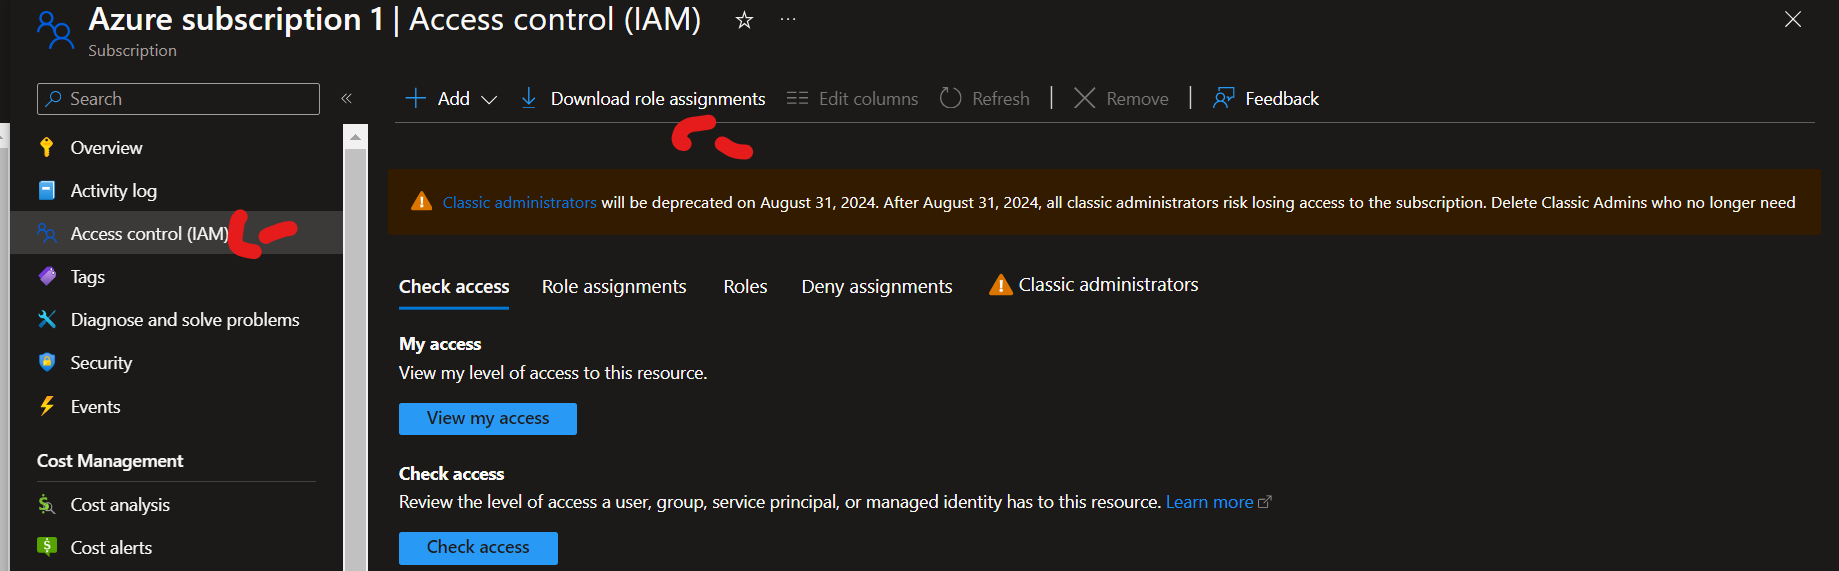 Azure subscription 1 | Access control (IAM) ☆ ···
Subscription
Search
«
Add
Download role assignments
Edit columns
Refresh
Remove
Feedback
Overview
Activity log
Access control (IAM)
Tags
Diagnose and solve problems
Security
Events
Cost Management
Cost analysis
Cost alerts
Classic administrators will be deprecated on August 31, 2024. After August 31, 2024, all classic administrators risk losing access to the subscription. Delete Classic Admins who no longer need
Check access
Role assignments
Roles
Deny assignments
Classic administrators
My access
View my level of access to this resource.
View my access
Check access
Review the level of access a user, group, service principal, or managed identity has to this resource. Learn more
Check access